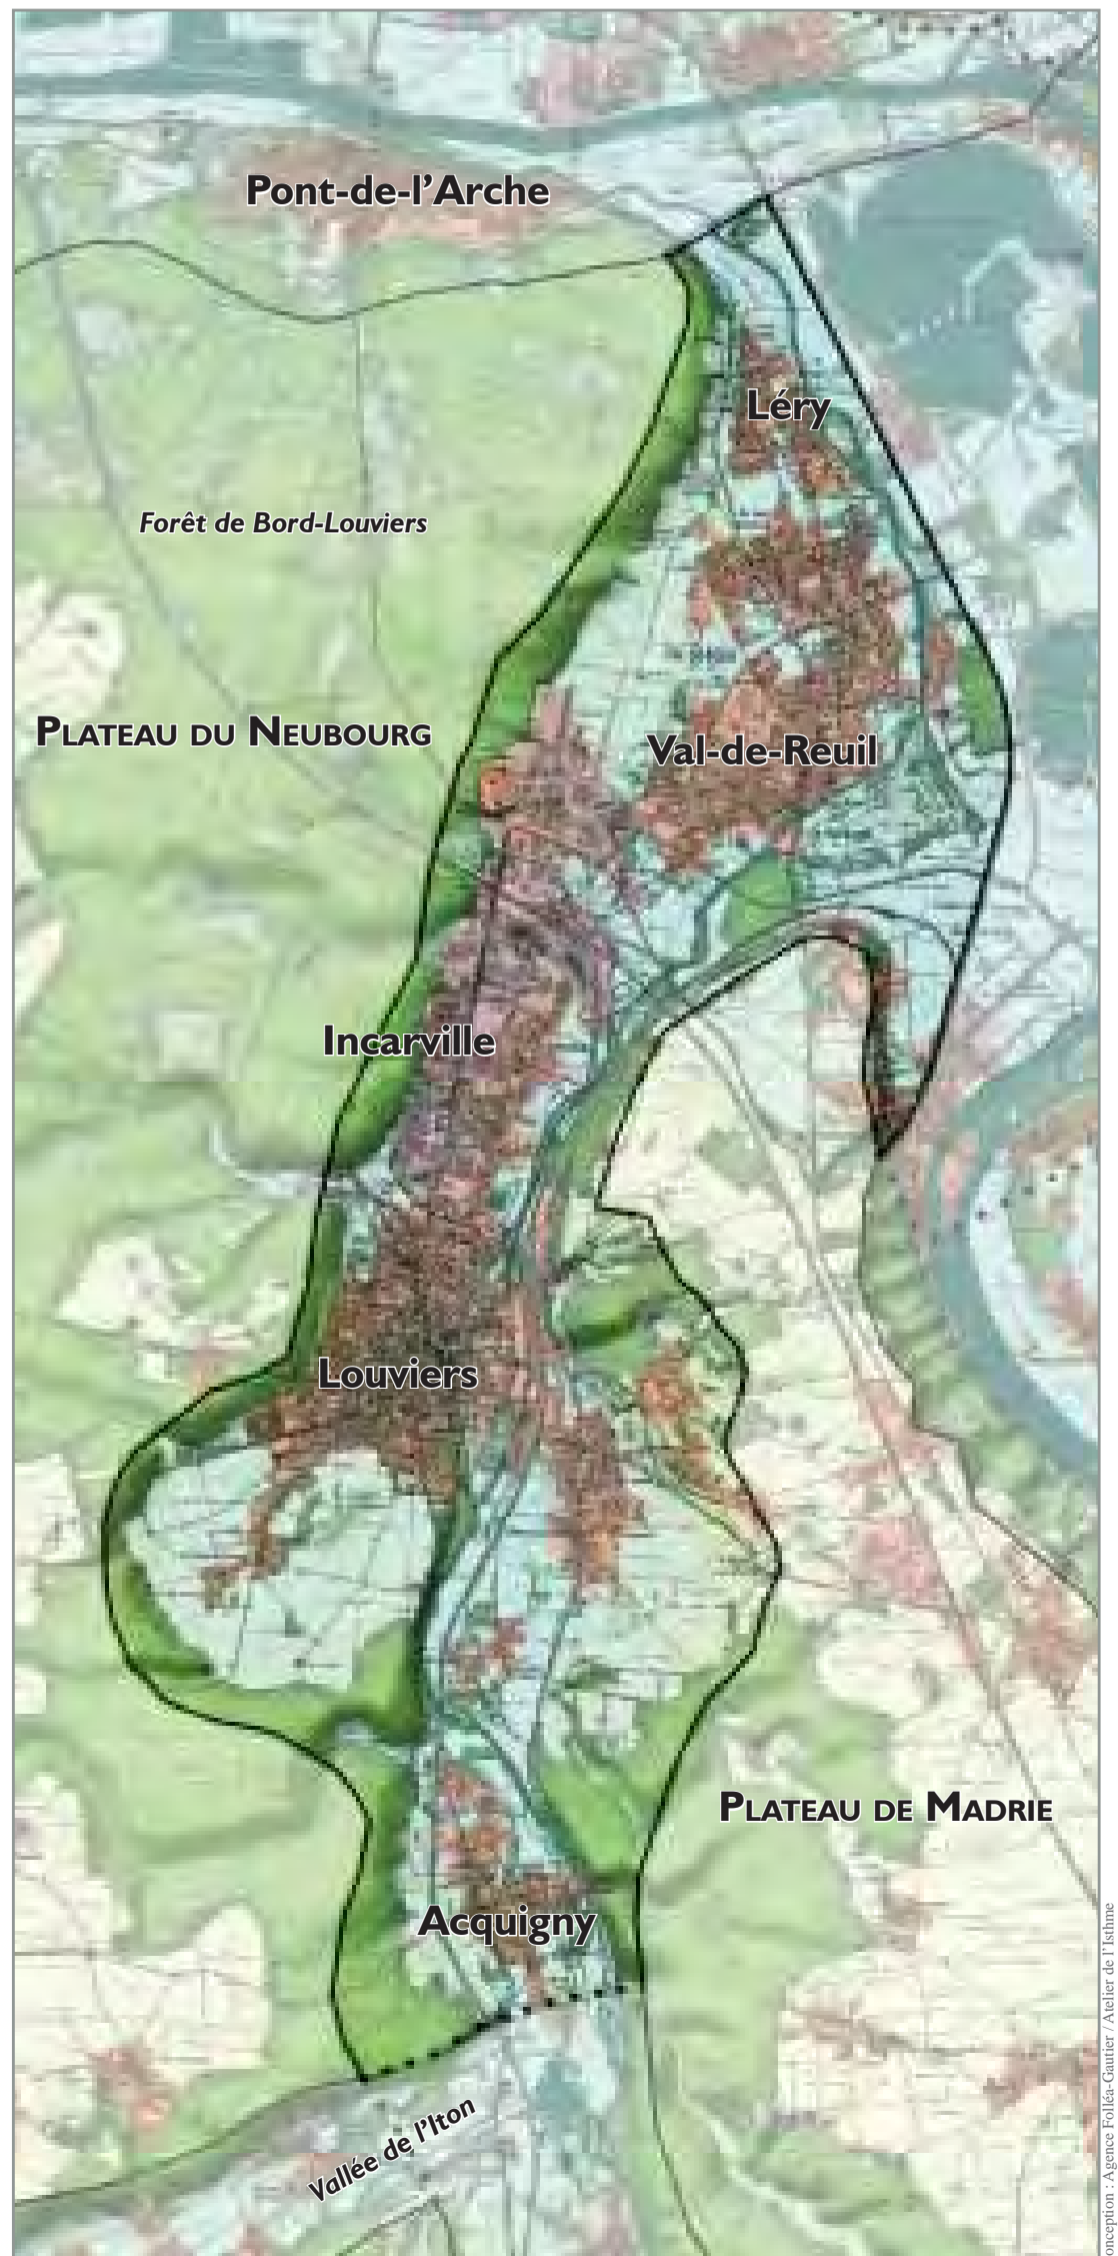 Pont-de-l'Arche
Léry
Forêt de Bord-Louviers
PLATEAU DU NEUBOURG
Val-de-Reuil
Incarville
Louviers
PLATEAU DE MADRIE
Acquigny
Vallée de l'Iton
onception : Agence Folléa-Gautier / Atelier de l'Isthme